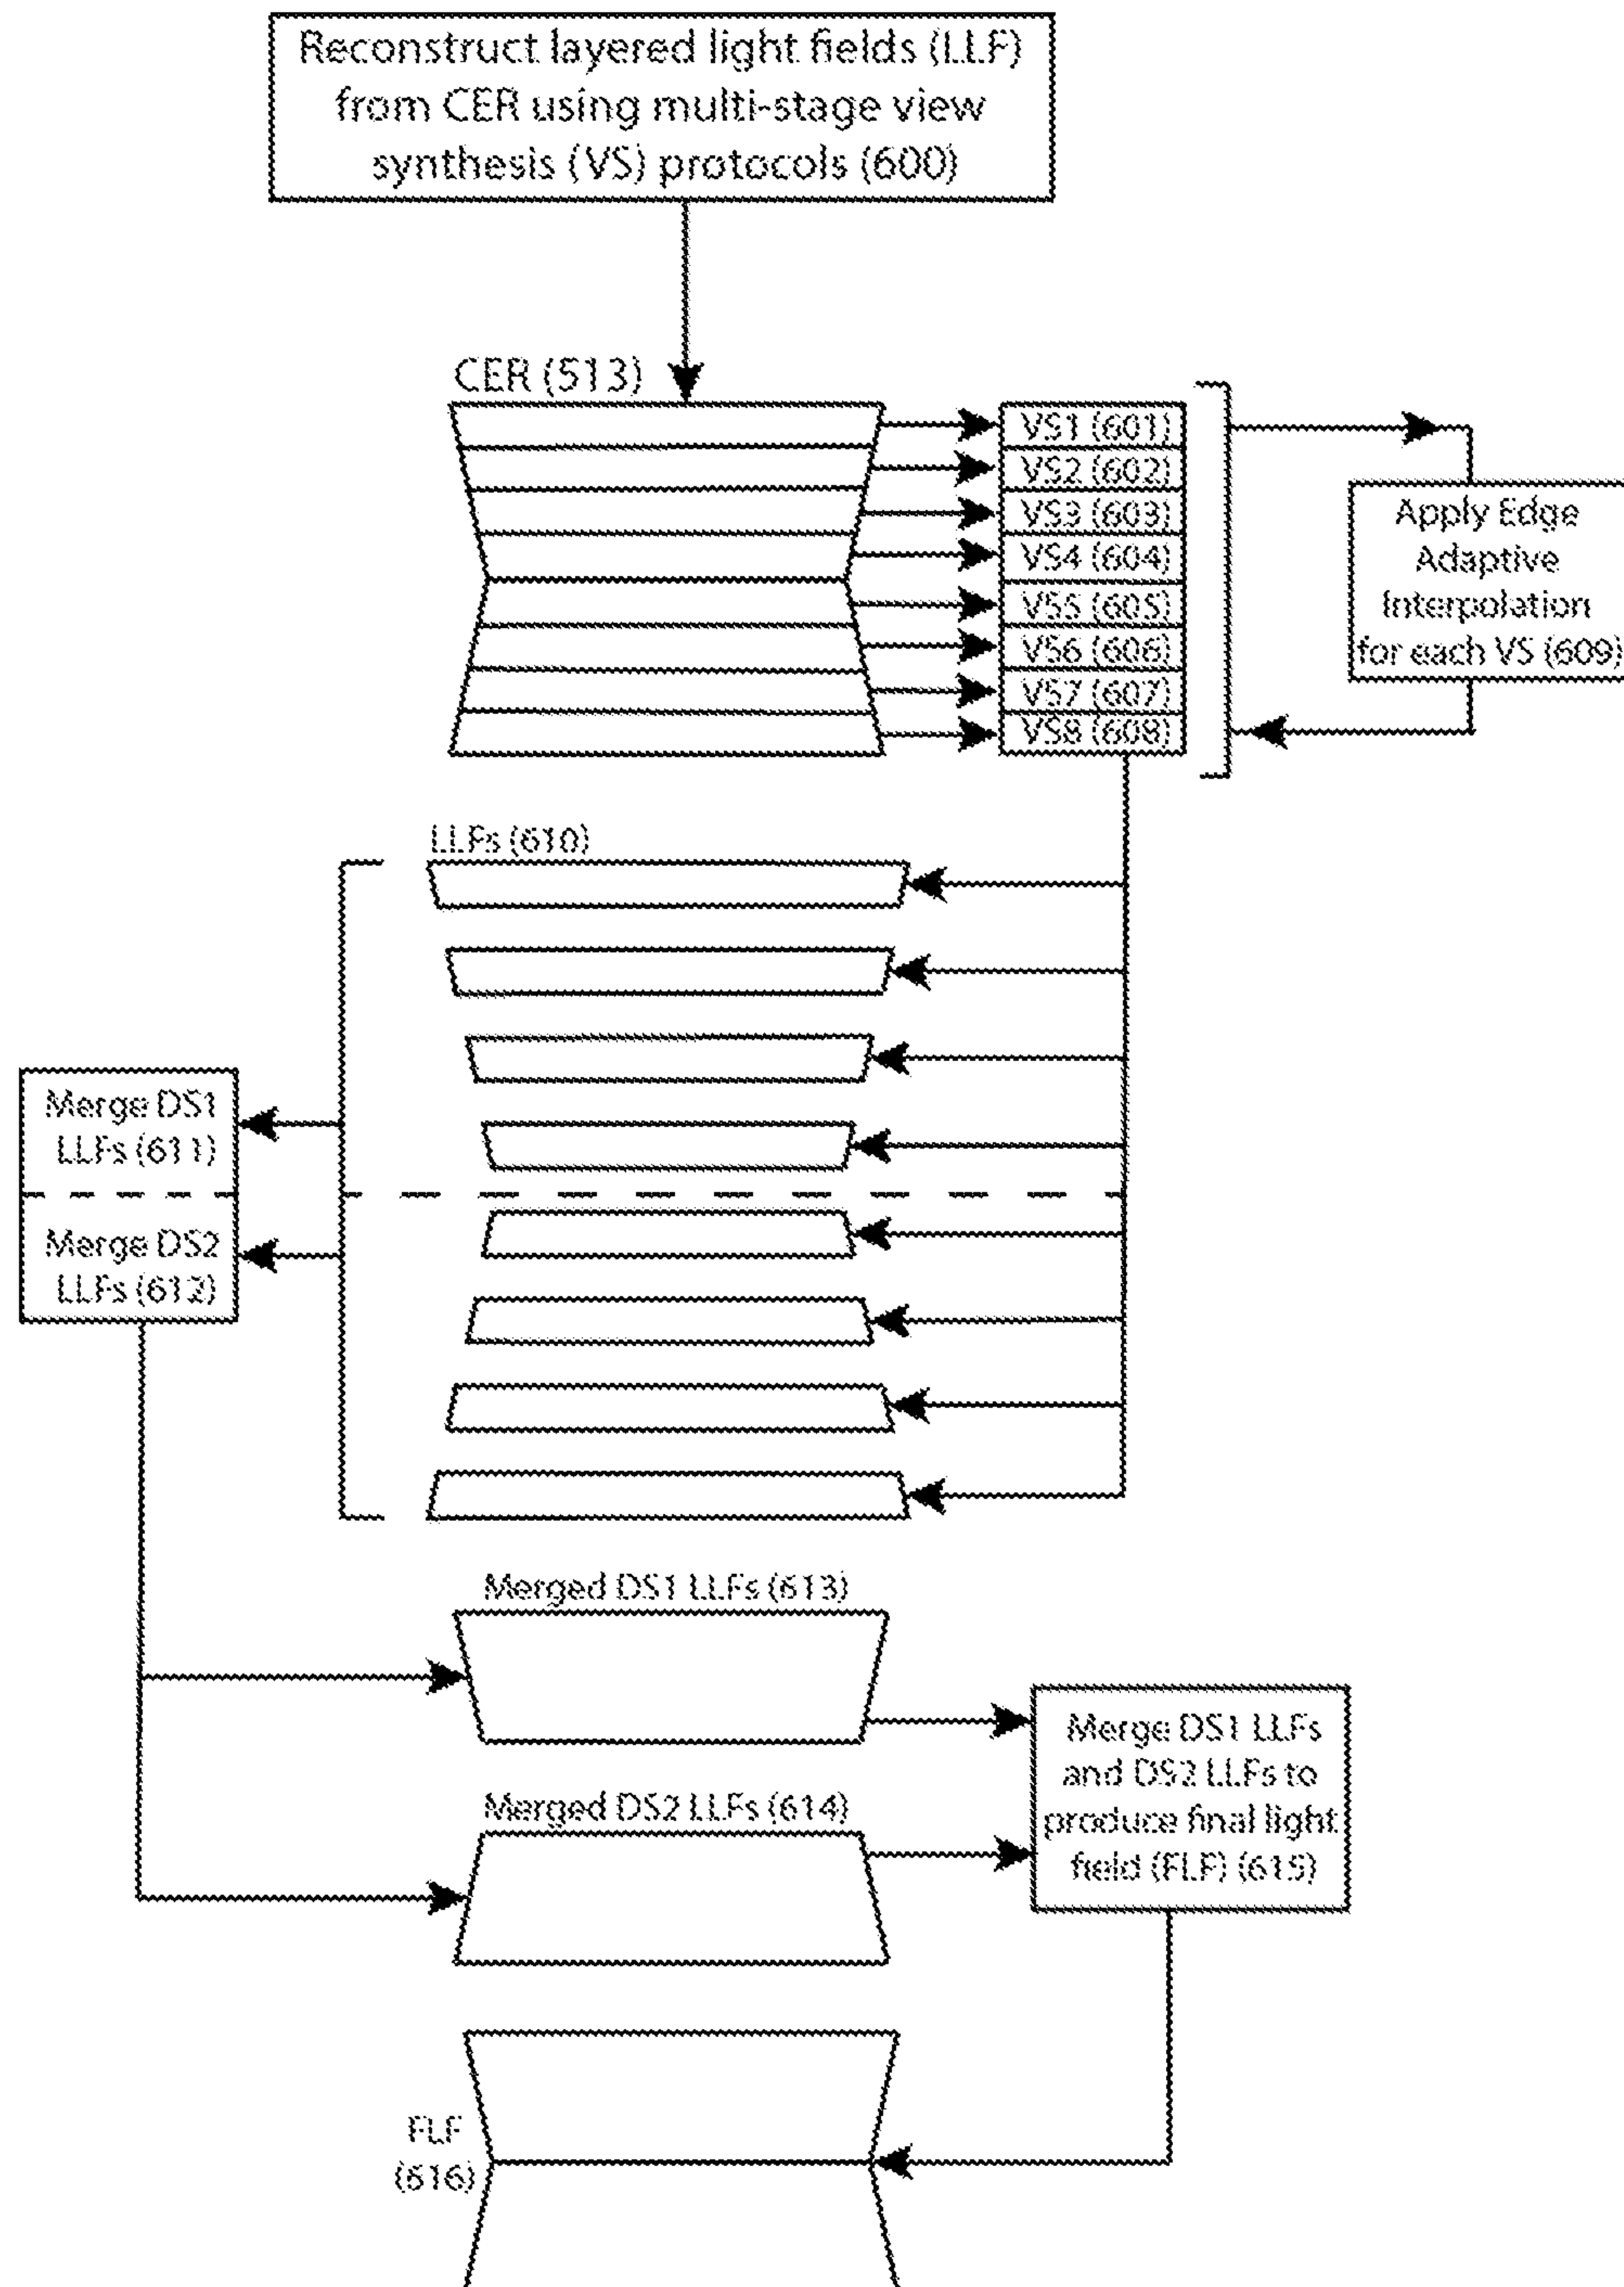 Reconstruct layered light fields (LLF)
from CER using multi-stage view
synthesis (VS) protocols (600)
CER (513)
VS1 (601)
VS2 (602)
VS3 (603)
VS4 (604)
VS5 (605)
VS6 (606)
VS7 (607)
VS8 (608)
Apply Edge
Adaptive
Interpolation
for each VS (609)
LLFs (610)
Merge DS1
LLFs (611)
Merge DS2
LLFs (612)
Merged DS1 LLFs (613)
Merge DS1 LLFs
and DS2 LLFs to
produce final light
field (FLF) (615)
Merged DS2 LLFs (614)
FLF
(616)